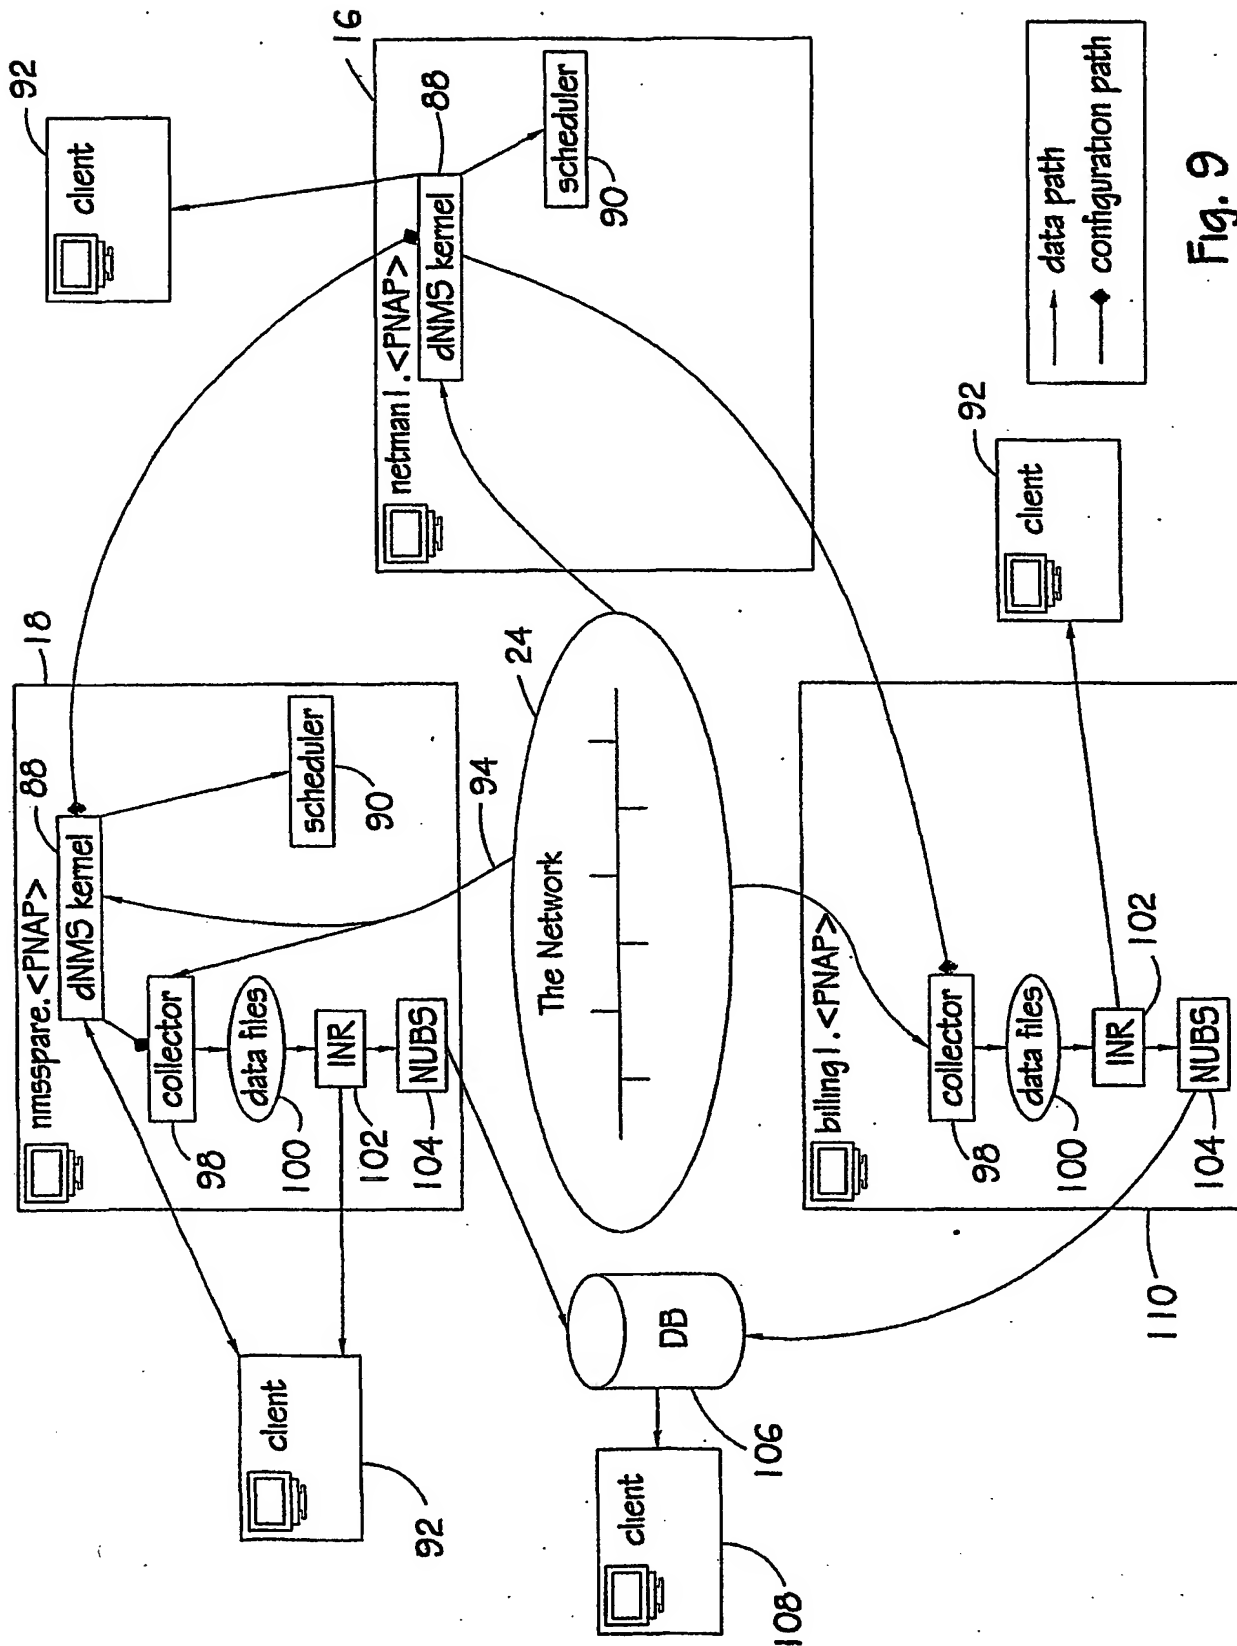 92
client
16
netman1.<PNAP>
dNMS kernel
88
scheduler
90
18
nmsspare.<PNAP>
88
dNMS kernel
scheduler
90
collector
98
data files
100
INR
102
NUBS
104
94
24
The Network
client
92
DB
106
client
108
billing1.<PNAP>
collector
98
data files
100
INR
102
NUBS
104
110
92
client
data path
configuration path
Fig. 9